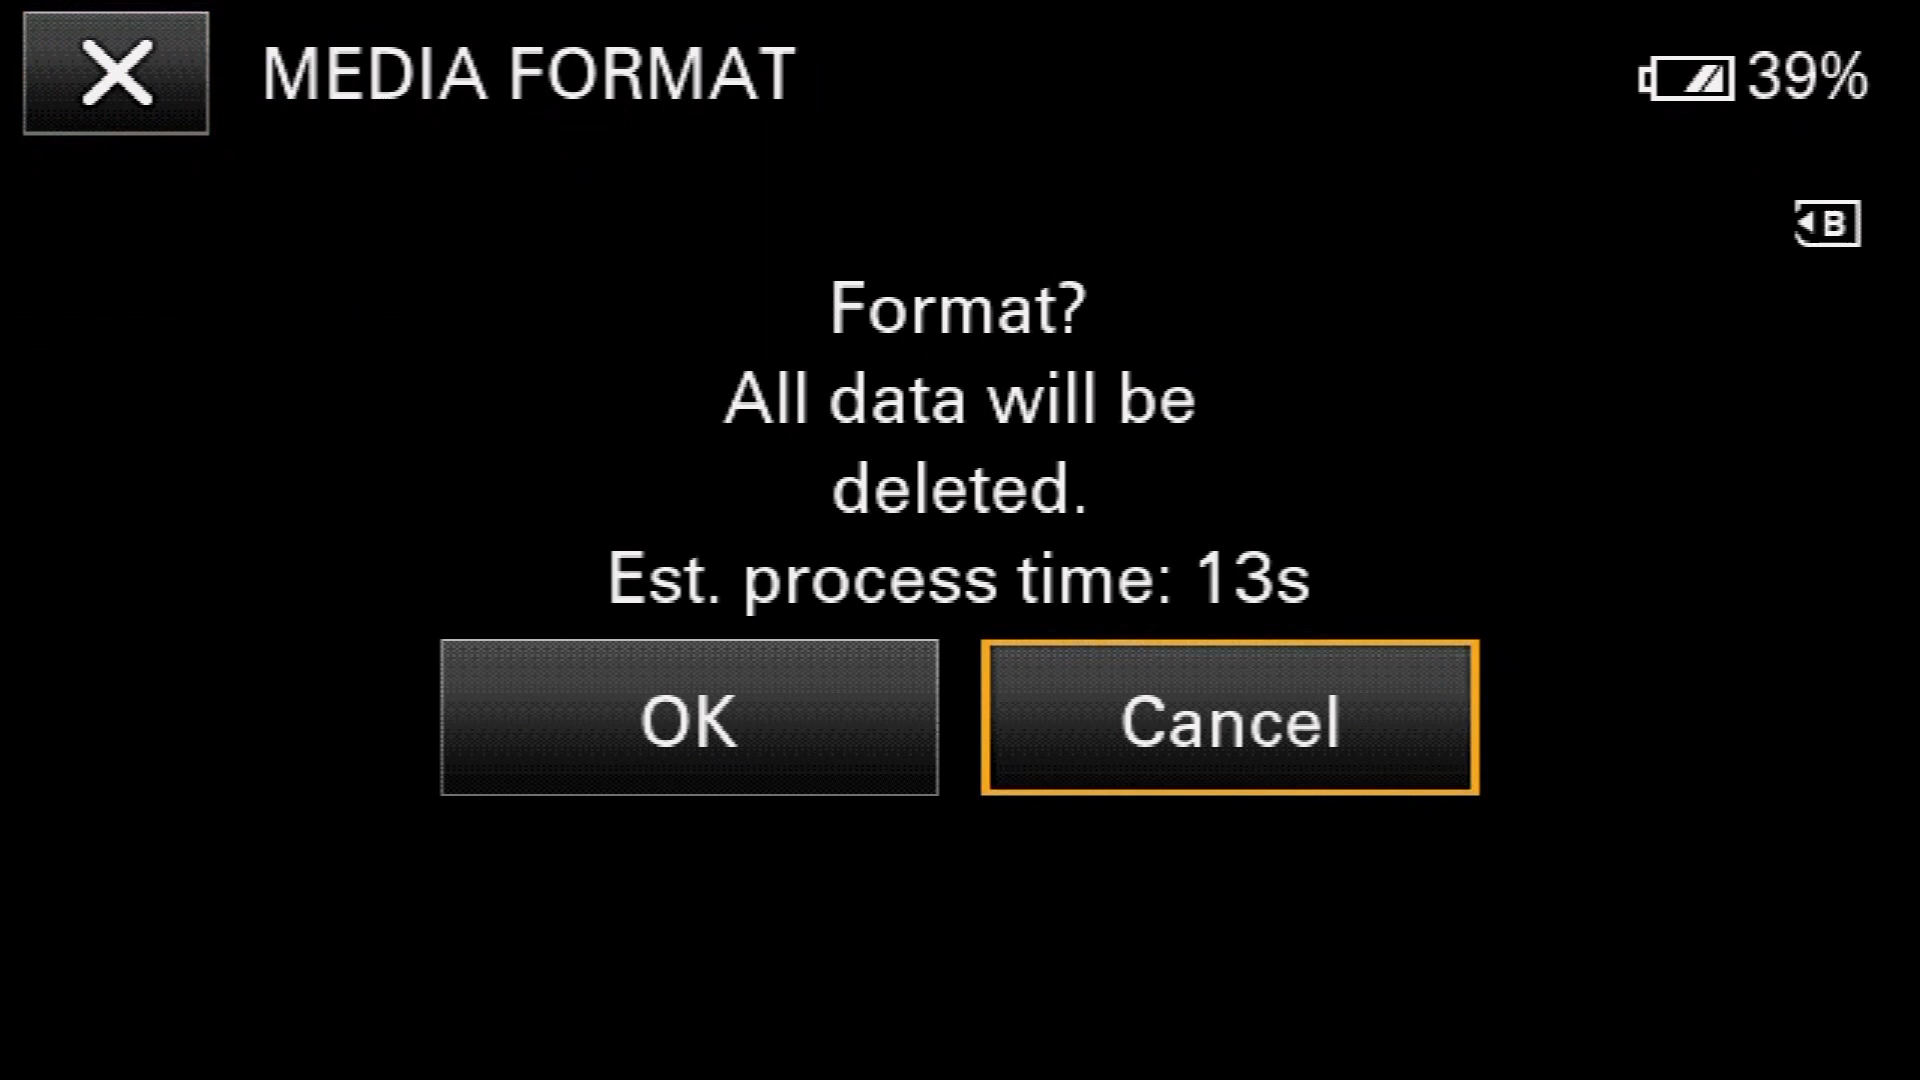 MEDIA FORMAT
39%
B
Format?
All data will be
deleted.
Est. process time: 13s
OK
Cancel